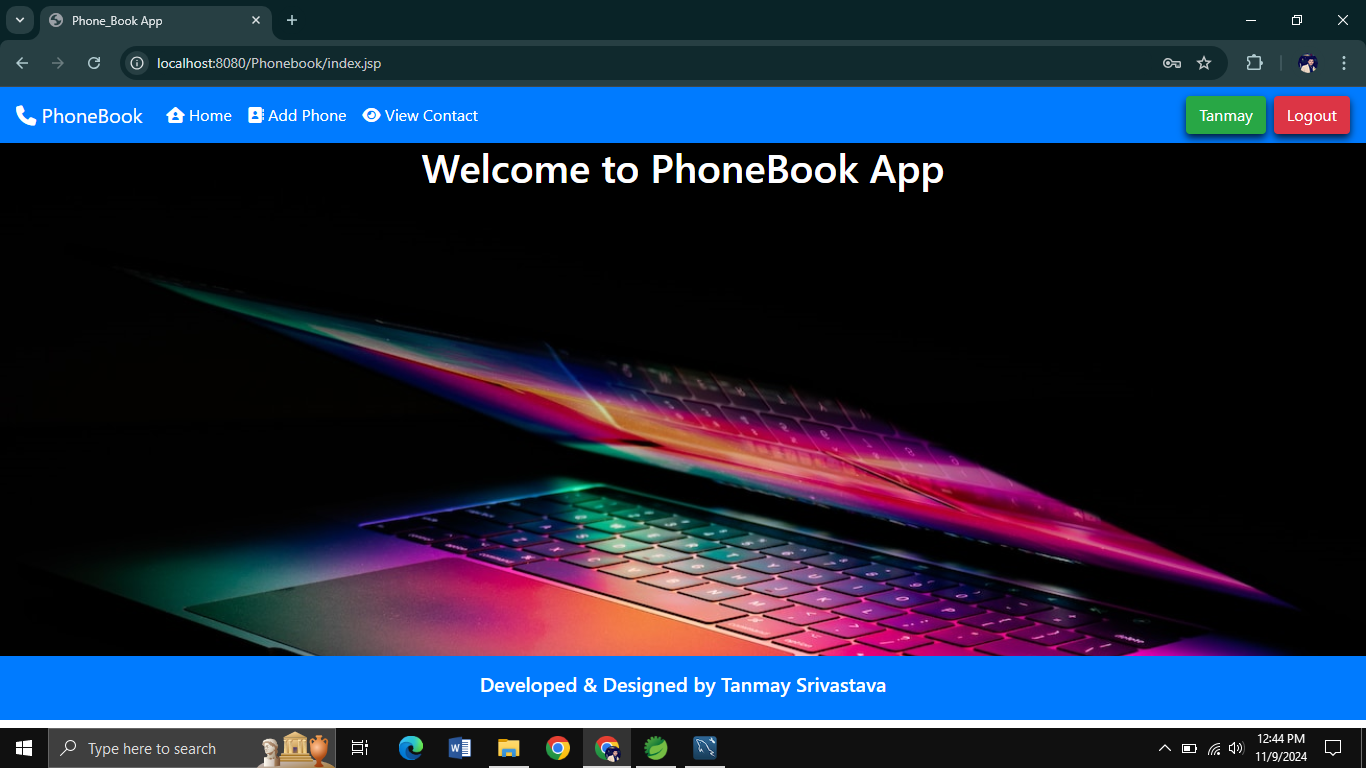 Phone_Book App
localhost:8080/Phonebook/index.jsp
PhoneBook Home Add Phone View Contact Tanmay Logout
Welcome to PhoneBook App
Developed & Designed by Tanmay Srivastava
Type here to search
12:44 PM
11/9/2024